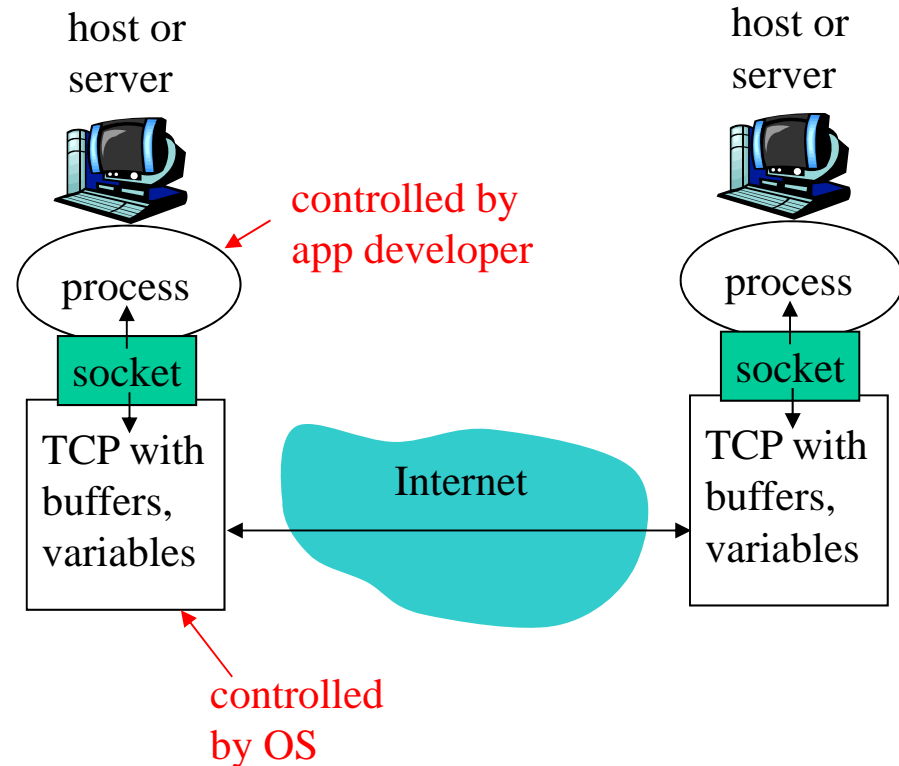 host or
server
controlled by
app developer
process
socket
TCP with
buffers,
variables
controlled
by OS
Internet
host or
server
process
socket
TCP with
buffers,
variables